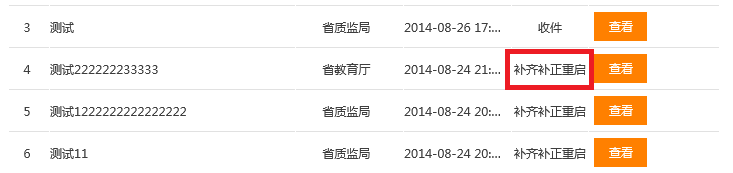 3 测试 省质监局 2014-08-26 17:... 收件 查看
4 测试222222233333 省教育厅 2014-08-24 21:... 补齐补正重启 查看
5 测试1222222222222222 省质监局 2014-08-24 20:... 补齐补正重启 查看
6 测试11 省质监局 2014-08-24 20:... 补齐补正重启 查看